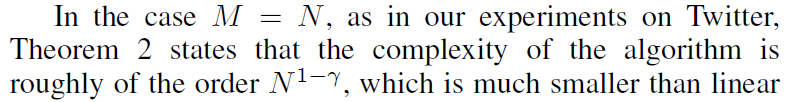 In the case M = N, as in our experiments on Twitter,
Theorem 2 states that the complexity of the algorithm is
roughly of the order N^{1−γ}, which is much smaller than linear